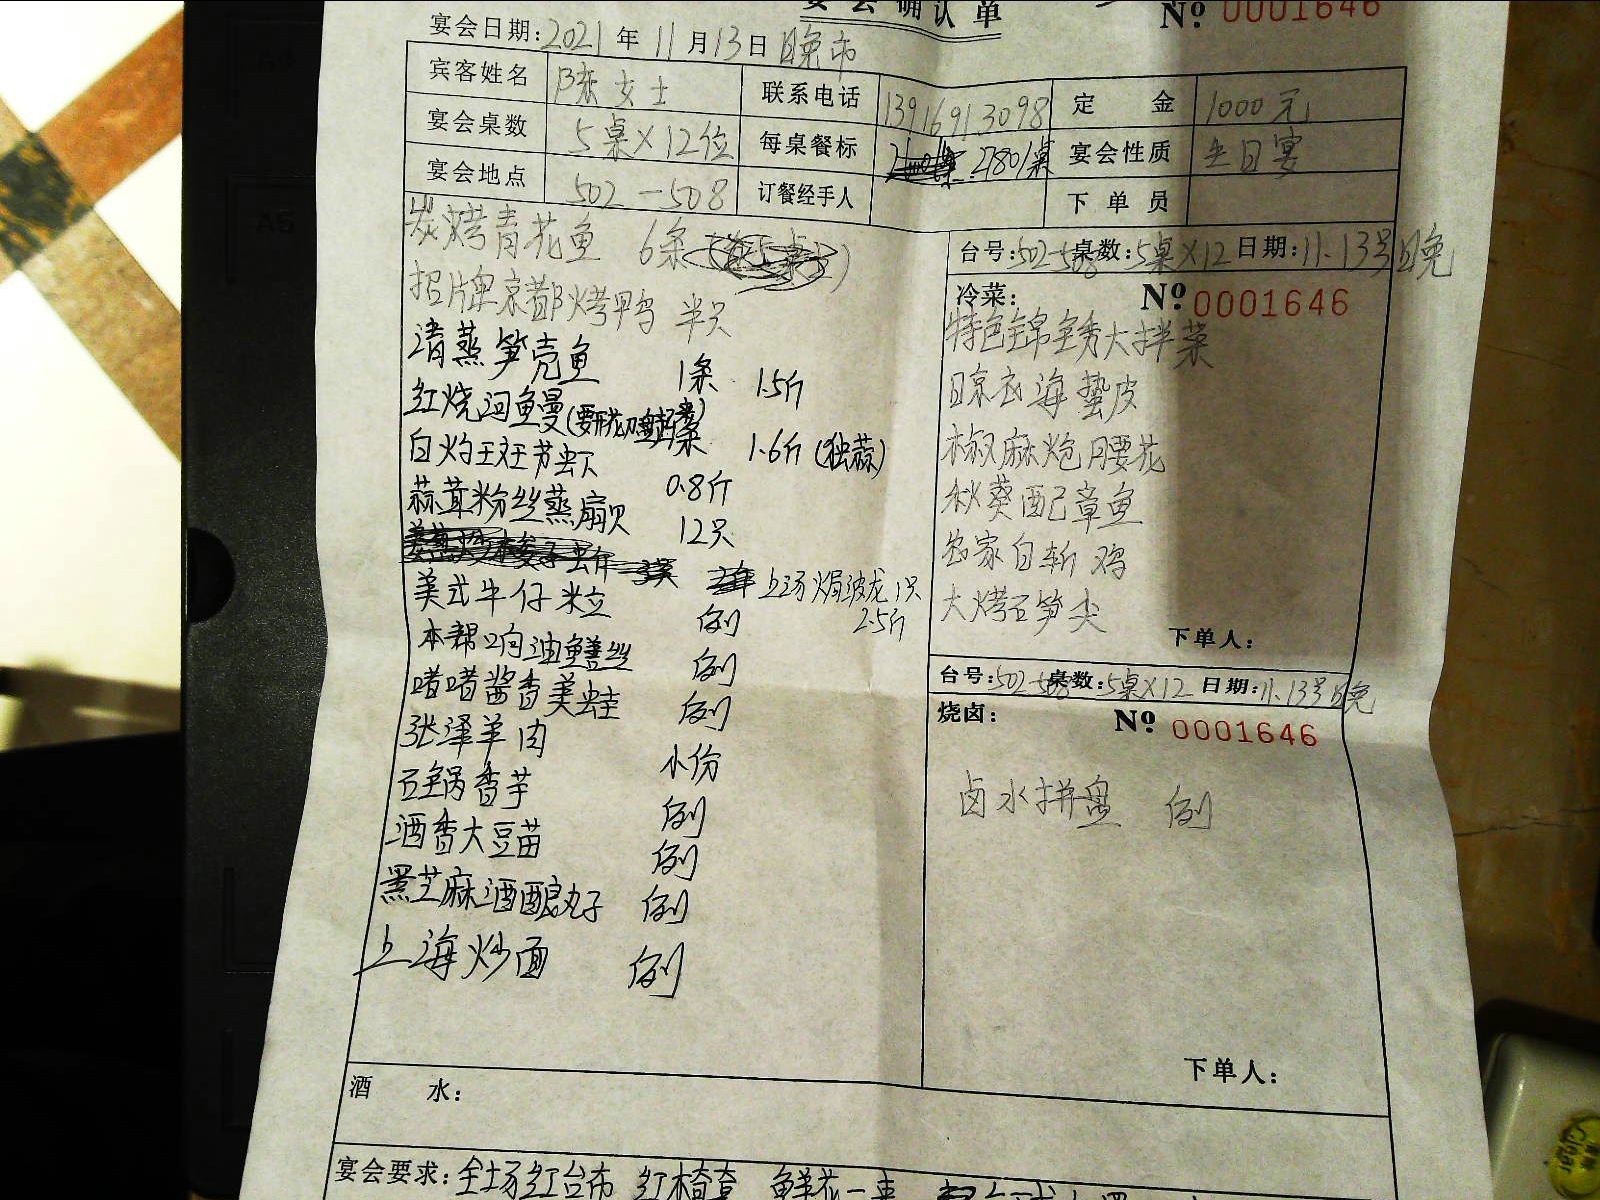 宴会确认单 Nº 0001646
宴会日期:2021年11月13日 晚市
宾客姓名 陈女士 联系电话 13916913098 定金 1000元
宴会桌数 5桌×12位 每桌餐标 2780/桌 宴会性质 生日宴
宴会地点 502-508 订餐经手人 下单员
炭烤青花鱼 6条
招牌京都烤鸭 半只
清蒸笋壳鱼 1条 1.5斤
红烧河鳗 1.6斤(独蒜)
白灼基节虾 0.8斤
蒜茸粉丝蒸扇贝 12只
上汤焗波龙1只
2.5斤
美式牛仔粒 例
本帮响油鳝丝 例
啫啫酱香美蛙 例
张泽羊肉 小份
石锅香芋 例
酒香大豆苗 例
黑芝麻酒酿丸子 例
上海炒面 例
台号:502-508 桌数:5桌×12 日期:11.13号晚
冷菜: Nº 0001646
特色锦绣大拌菜
晾衣海蜇皮
椒麻炝腰花
秋葵配章鱼
农家白斩鸡
大烤石笋尖
下单人:
台号:502-508 桌数:5桌×12 日期:11.13号晚
烧卤: Nº 0001646
卤水拼盘 例
下单人:
酒水:
宴会要求:全场红台布 红椅套 鲜花一束